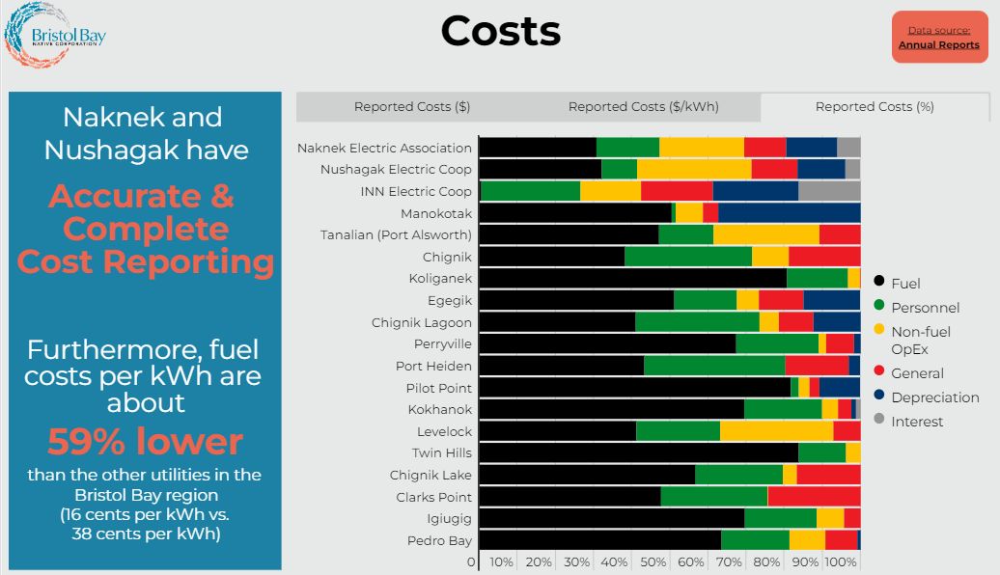 Bristol Bay
NATIVE CORPORATION
Costs
Data source:
Annual Reports
Naknek and
Nushagak have
Accurate &
Complete
Cost Reporting
Furthermore, fuel
costs per kWh are
about
59% lower
than the other utilities in the
Bristol Bay region
(16 cents per kWh vs.
38 cents per kWh)
Reported Costs ($)
Reported Costs ($/kWh)
Reported Costs (%)
Naknek Electric Association
Nushagak Electric Coop
INN Electric Coop
Manokotak
Tanalian (Port Alsworth)
Chignik
Koliganek
Egegik
Chignik Lagoon
Perryville
Port Heiden
Pilot Point
Kokhanok
Levelock
Twin Hills
Chignik Lake
Clarks Point
Igiugig
Pedro Bay
0 10% 20% 30% 40% 50% 60% 70% 80% 90% 100%
Fuel
Personnel
Non-fuel
OpEx
General
Depreciation
Interest